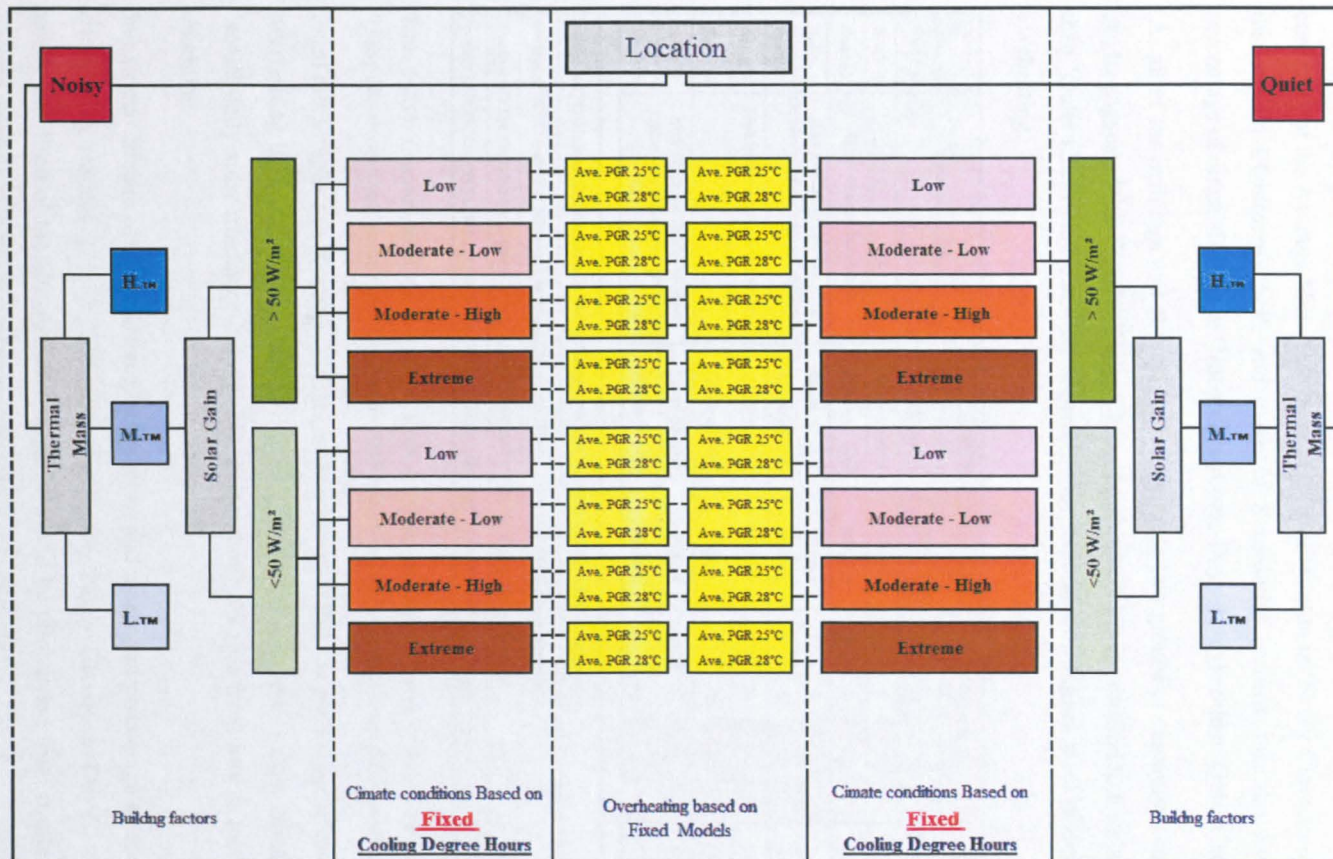 Location
Noisy
Quiet
Thermal
Mass
H.TM
M.TM
L.TM
Solar Gain
> 50 W/m²
<50 W/m²
Low
Moderate - Low
Moderate - High
Extreme
Low
Moderate - Low
Moderate - High
Extreme
Ave. PGR 25°C
Ave. PGR 28°C
Ave. PGR 25°C
Ave. PGR 28°C
Ave. PGR 25°C
Ave. PGR 28°C
Ave. PGR 25°C
Ave. PGR 28°C
Ave. PGR 25°C
Ave. PGR 28°C
Ave. PGR 25°C
Ave. PGR 28°C
Ave. PGR 25°C
Ave. PGR 28°C
Ave. PGR 25°C
Ave. PGR 28°C
Ave. PGR 25°C
Ave. PGR 28°C
Ave. PGR 25°C
Ave. PGR 28°C
Ave. PGR 25°C
Ave. PGR 28°C
Ave. PGR 25°C
Ave. PGR 28°C
Ave. PGR 25°C
Ave. PGR 28°C
Ave. PGR 25°C
Ave. PGR 28°C
Ave. PGR 25°C
Ave. PGR 28°C
Ave. PGR 25°C
Ave. PGR 28°C
Low
Moderate - Low
Moderate - High
Extreme
Low
Moderate - Low
Moderate - High
Extreme
> 50 W/m²
<50 W/m²
Solar Gain
H.TM
M.TM
L.TM
Thermal
Mass
Building factors
Cimate conditions Based on
Fixed
Cooling Degree Hours
Overheating based on
Fixed Models
Cimate conditions Based on
Fixed
Cooling Degree Hours
Building factors